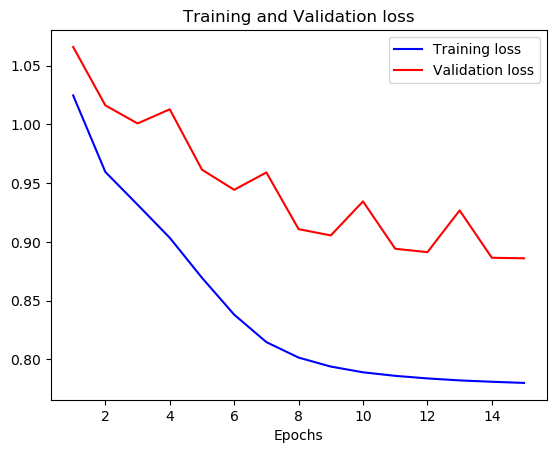 Training and Validation loss
Training loss
Validation loss
1.05
1.00
0.95
0.90
0.85
0.80
2 4 6 8 10 12 14
Epochs